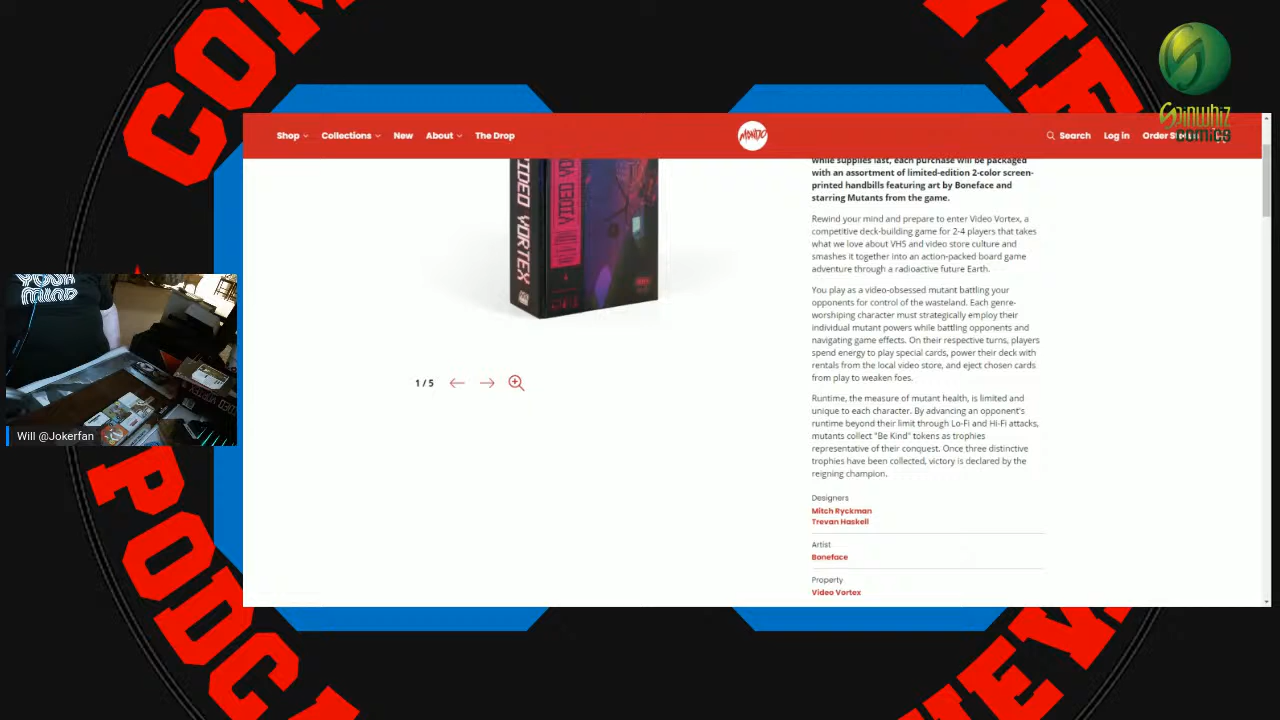 COM
VIE
Spinwhiz
comics
Shop
Collections
New
About
The Drop
MONDO
Search
Log in
while supplies last, each purchase will be packaged
with an assortment of limited-edition 2-color screen-
printed handbills featuring art by Boneface and
starring Mutants from the game.
Rewind your mind and prepare to enter Video Vortex, a
competitive deck-building game for 2-4 players that takes
what we love about VHS and video store culture and
smashes it together into an action-packed board game
adventure through a radioactive future Earth.
You play as a video-obsessed mutant battling your
opponents for control of the wasteland. Each genre-
worshiping character must strategically employ their
individual mutant powers while battling opponents and
navigating game effects. On their respective turns, players
spend energy to play special cards, power their deck with
rentals from the local video store, and eject chosen cards
from play to weaken foes.
Runtime, the measure of mutant health, is limited and
unique to each character. By advancing an opponent's
runtime beyond their limit through Lo-Fi and Hi-Fi attacks,
mutants collect "Be Kind" tokens as trophies
representative of their conquest. Once three distinctive
trophies have been collected, victory is declared by the
reigning champion.
Designers
Mitch Ryckman
Trevan Haskell
Artist
Boneface
Property
Video Vortex
VIDEO VORTEX
VIDEO VO
1 / 5
YOUR
MIND
Will @Jokerfan
PODCA